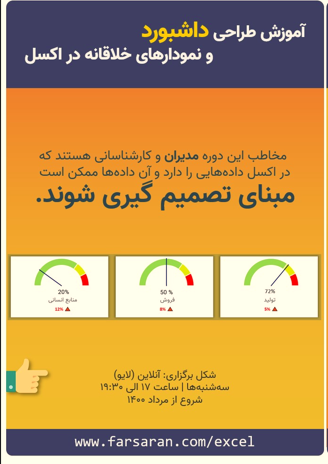 آموزش طراحی داشبورد
و نمودارهای خلاقانه در اکسل
مخاطب این دوره مدیران و کارشناسانی هستند که
در اکسل داده‌هایی را دارد و آن داده‌ها ممکن است
مبنای تصمیم گیری شوند.
72%
تولید
5%
50 %
فروش
8%
20%
منابع انسانی
12%
شکل برگزاری: آنلاین (لایو)
سه‌شنبه‌ها | ساعت ۱۷ الی ۱۹:۳۰
شروع از مرداد ۱۴۰۰
www.farsaran.com/excel